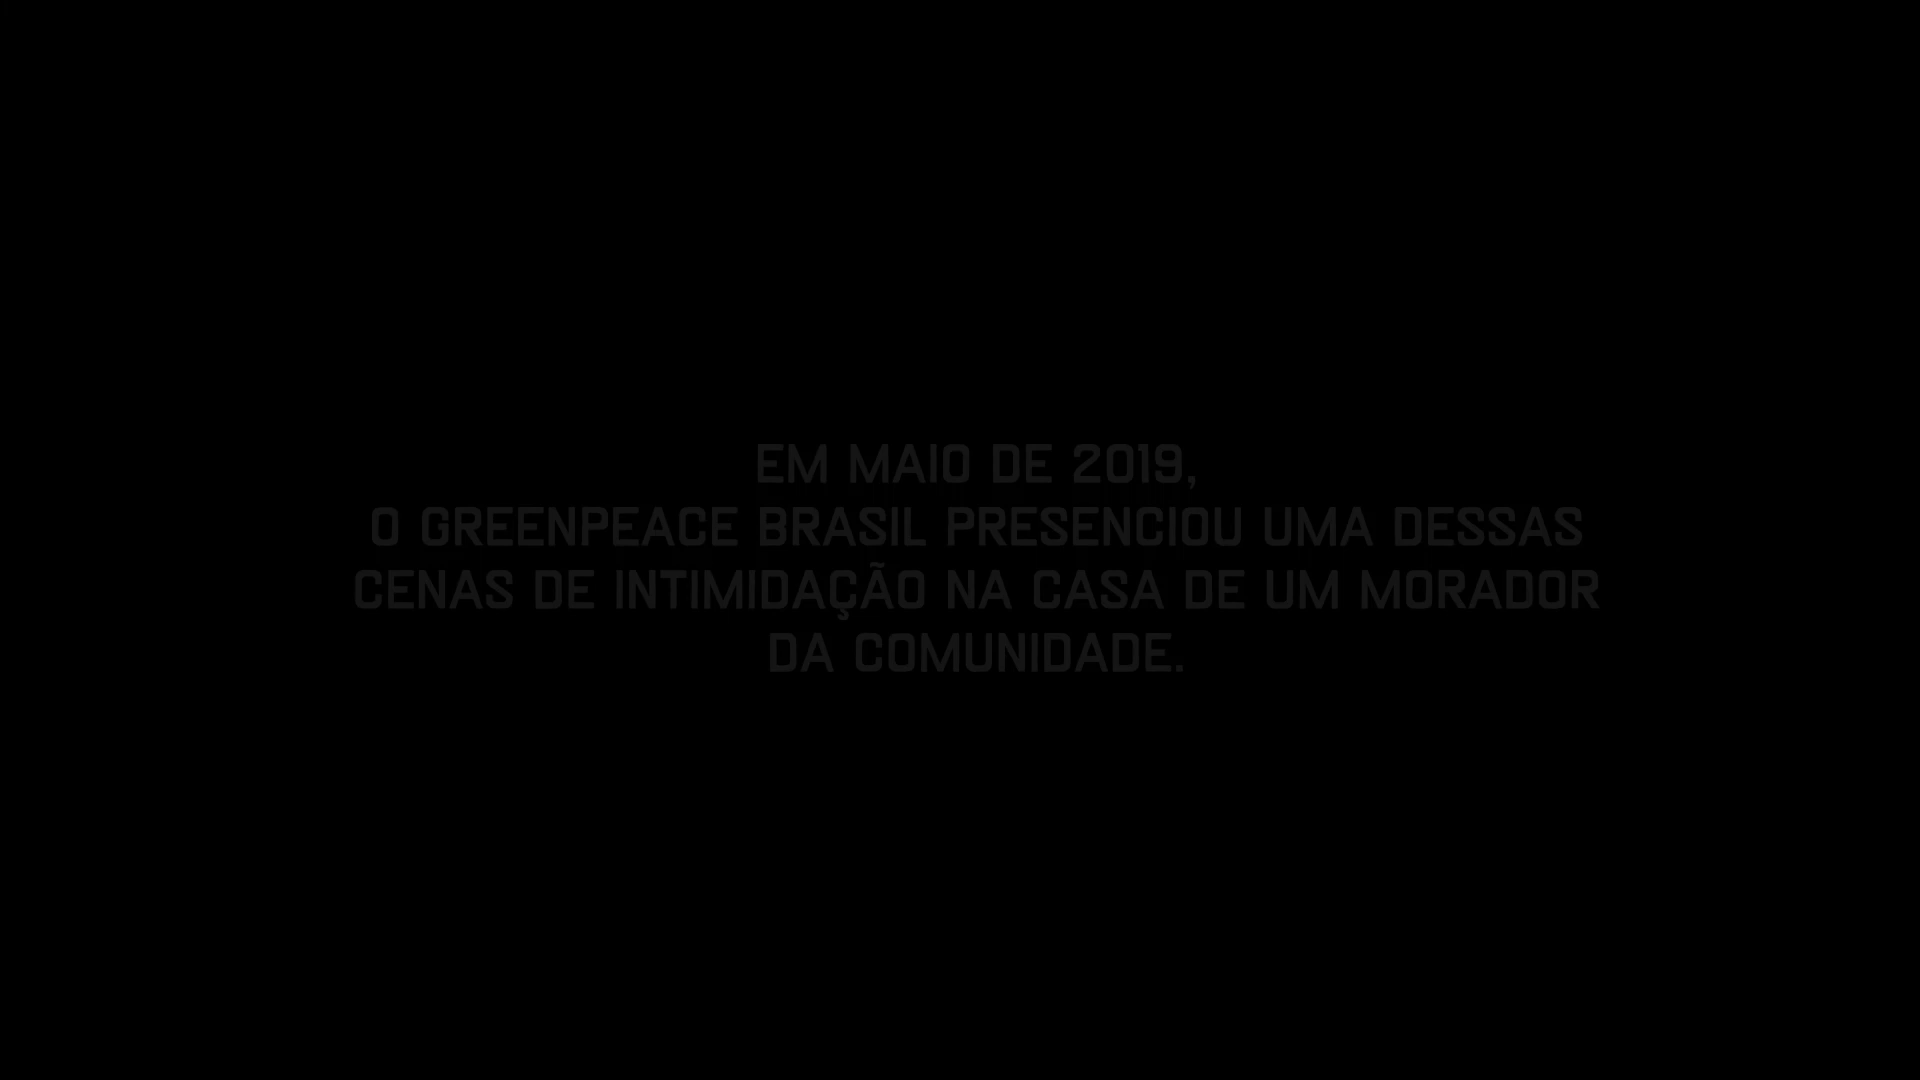 EM MAIO DE 2019,
O GREENPEACE BRASIL PRESENCIOU UMA DESSAS
CENAS DE INTIMIDAÇÃO NA CASA DE UM MORADOR
DA COMUNIDADE.